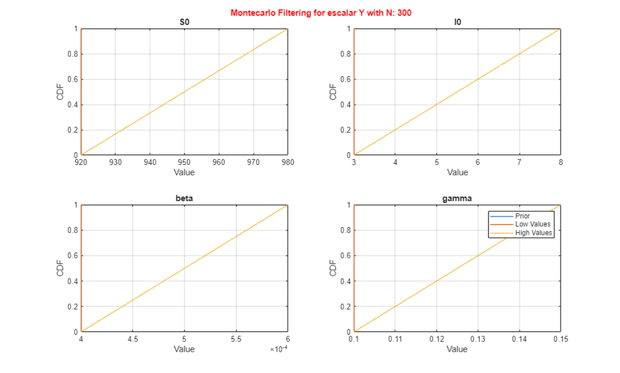 Montecarlo Filtering for escalar Y with N: 300
S0
1
0.8
0.6
0.4
0.2
0
CDF
920 930 940 950 960 970 980
Value
I0
1
0.8
0.6
0.4
0.2
0
CDF
3 4 5 6 7 8
Value
beta
1
0.8
0.6
0.4
0.2
0
CDF
4 4.5 5 5.5 6
Value
×10⁻⁴
gamma
Prior
Low Values
High Values
1
0.8
0.6
0.4
0.2
0
CDF
0.1 0.11 0.12 0.13 0.14 0.15
Value